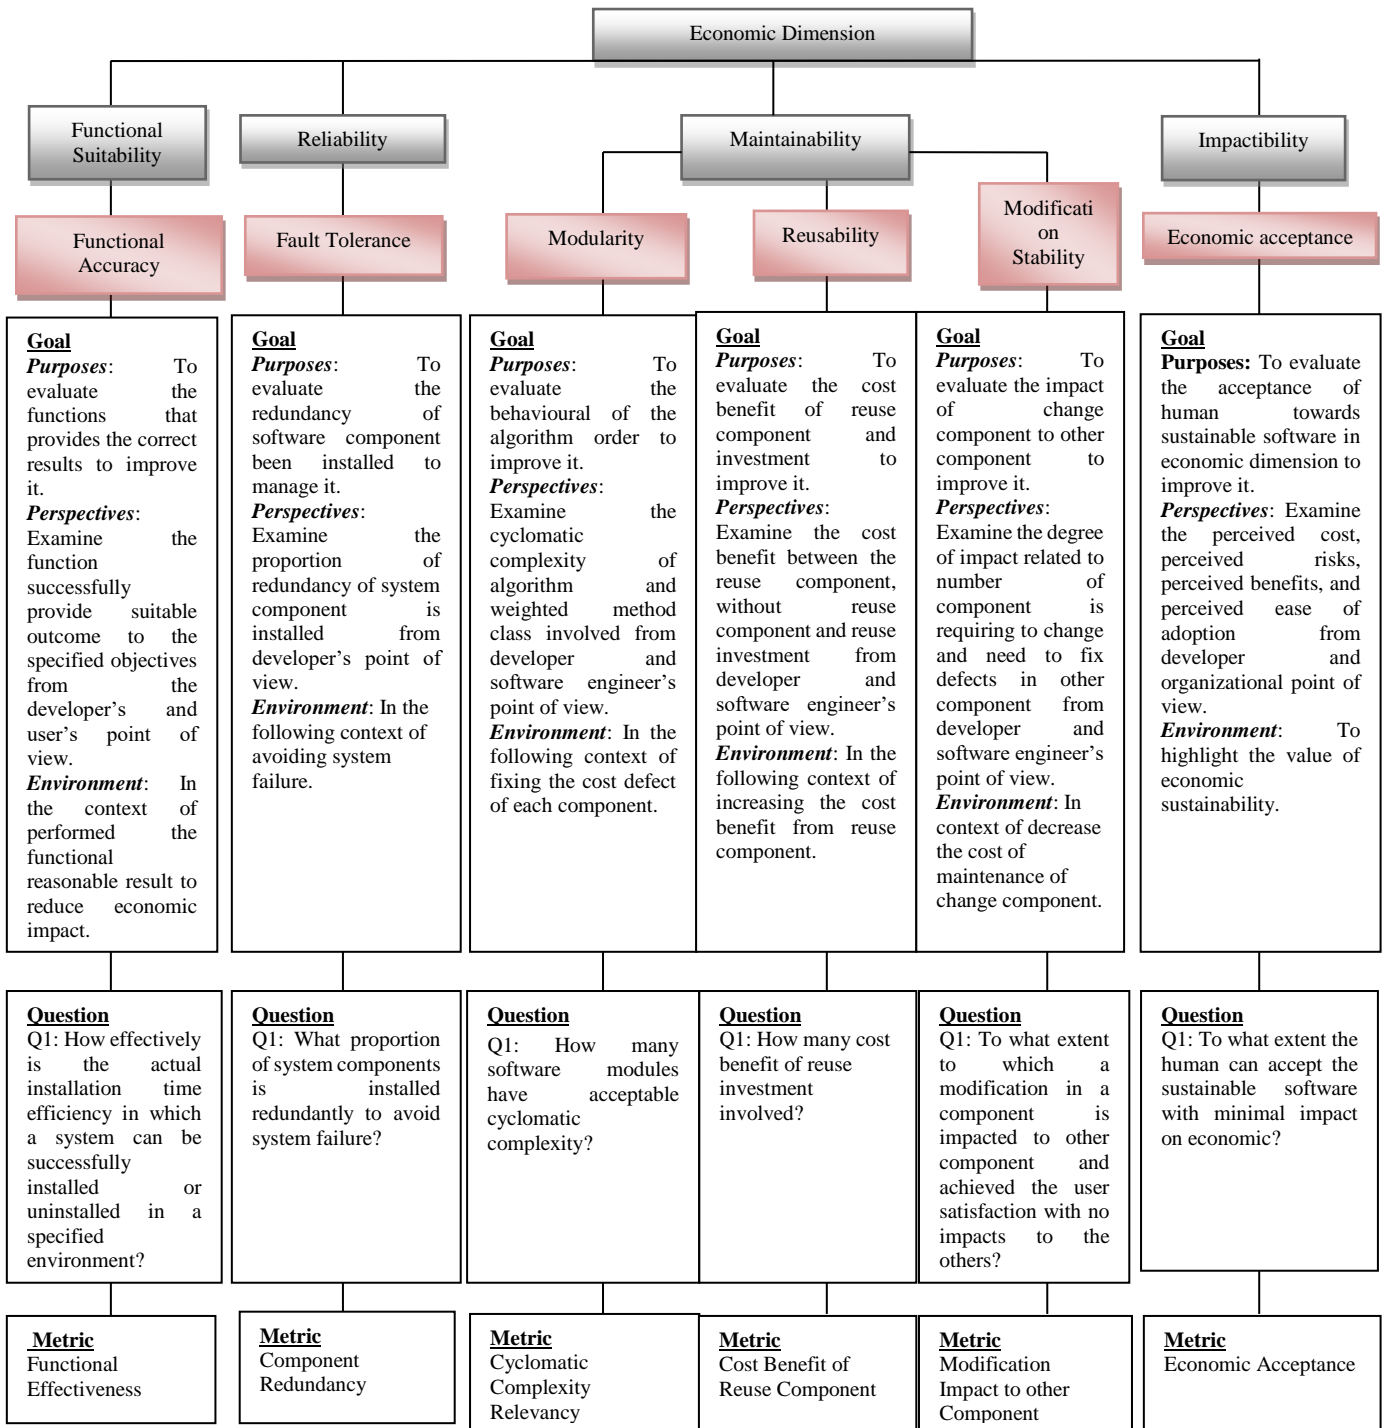 Economic Dimension
Functional
Suitability
Reliability
Maintainability
Impactibility
Functional
Accuracy
Fault Tolerance
Modularity
Reusability
Modificati
on
Stability
Economic acceptance
Goal
Purposes: To
evaluate the
functions that
provides the correct
results to improve
it.
Perspectives:
Examine the
function
successfully
provide suitable
outcome to the
specified objectives
from the
developer’s and
user’s point of
view.
Environment: In
the context of
performed the
functional
reasonable result to
reduce economic
impact.
Goal
Purposes: To
evaluate the
redundancy of
software component
been installed to
manage it.
Perspectives:
Examine the
proportion of
redundancy of system
component is
installed from
developer’s point of
view.
Environment: In the
following context of
avoiding system
failure.
Goal
Purposes: To
evaluate the
behavioural of the
algorithm order to
improve it.
Perspectives:
Examine the
cyclomatic
complexity of
algorithm and
weighted method
class involved from
developer and
software engineer’s
point of view.
Environment: In the
following context of
fixing the cost defect
of each component.
Goal
Purposes: To
evaluate the cost
benefit of reuse
component and
investment to
improve it.
Perspectives:
Examine the cost
benefit between the
reuse component,
without reuse
component and reuse
investment from
developer and
software engineer’s
point of view.
Environment: In the
following context of
increasing the cost
benefit from reuse
component.
Goal
Purposes: To
evaluate the impact
of change
component to other
component to
improve it.
Perspectives:
Examine the degree
of impact related to
number of
component is
requiring to change
and need to fix
defects in other
component from
developer and
software engineer’s
point of view.
Environment: In
context of decrease
the cost of
maintenance of
change component.
Goal
Purposes: To evaluate
the acceptance of
human towards
sustainable software in
economic dimension to
improve it.
Perspectives: Examine
the perceived cost,
perceived risks,
perceived benefits, and
perceived ease of
adoption from
developer and
organizational point of
view.
Environment: To
highlight the value of
economic
sustainability.
Question
Q1: How effectively
is the actual
installation time
efficiency in which
a system can be
successfully
installed or
uninstalled in a
specified
environment?
Question
Q1: What proportion
of system components
is installed
redundantly to avoid
system failure?
Question
Q1: How many
software modules
have acceptable
cyclomatic
complexity?
Question
Q1: How many cost
benefit of reuse
investment
involved?
Question
Q1: To what extent
to which a
modification in a
component is
impacted to other
component and
achieved the user
satisfaction with no
impacts to the
others?
Question
Q1: To what extent the
human can accept the
sustainable software
with minimal impact
on economic?
Metric
Functional
Effectiveness
Metric
Component
Redundancy
Metric
Cyclomatic
Complexity
Relevancy
Metric
Cost Benefit of
Reuse Component
Metric
Modification
Impact to other
Component
Metric
Economic Acceptance